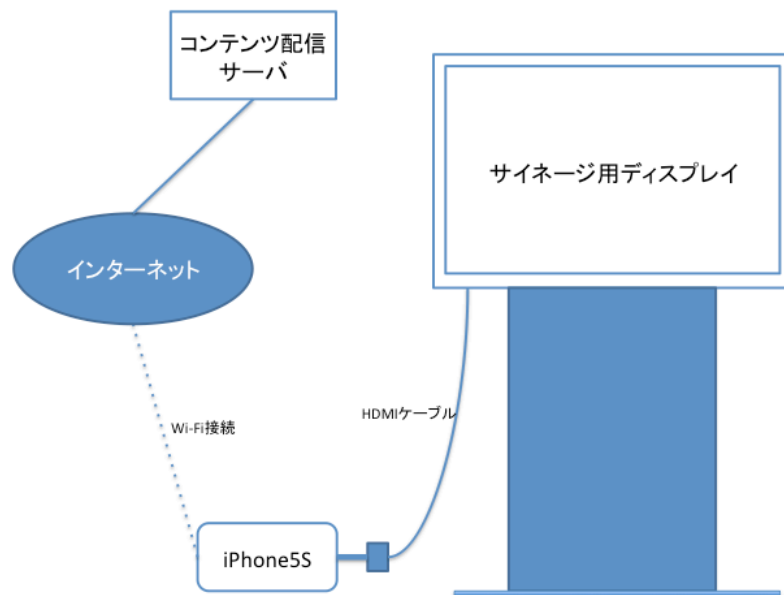 コンテンツ配信
サーバ
サイネージ用ディスプレイ
インターネット
Wi-Fi接続
HDMIケーブル
iPhone5S